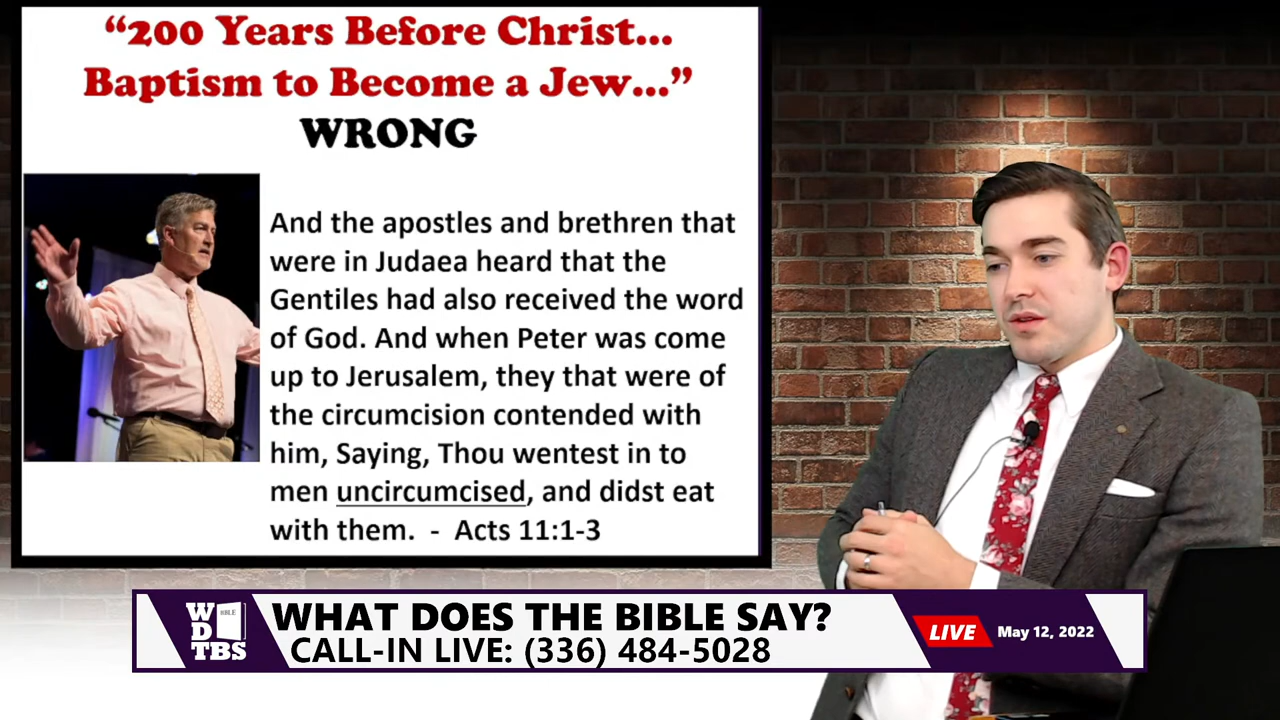 “200 Years Before Christ...
Baptism to Become a Jew...”
WRONG
And the apostles and brethren that
were in Judaea heard that the
Gentiles had also received the word
of God. And when Peter was come
up to Jerusalem, they that were of
the circumcision contended with
him, Saying, Thou wentest in to
men uncircumcised, and didst eat
with them. - Acts 11:1-3
W
D
TBS
BIBLE
WHAT DOES THE BIBLE SAY?
CALL-IN LIVE: (336) 484-5028
LIVE
May 12, 2022